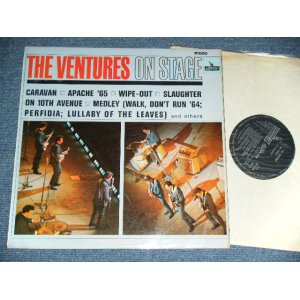 mono
LIBERTY
THE VENTURES ON STAGE
CARAVAN □ APACHE '65 □ WIPE-OUT □ SLAUGHTER
ON 10TH AVENUE □ MEDLEY (WALK, DON'T RUN '64;
PERFIDIA; LULLABY OF THE LEAVES) and others